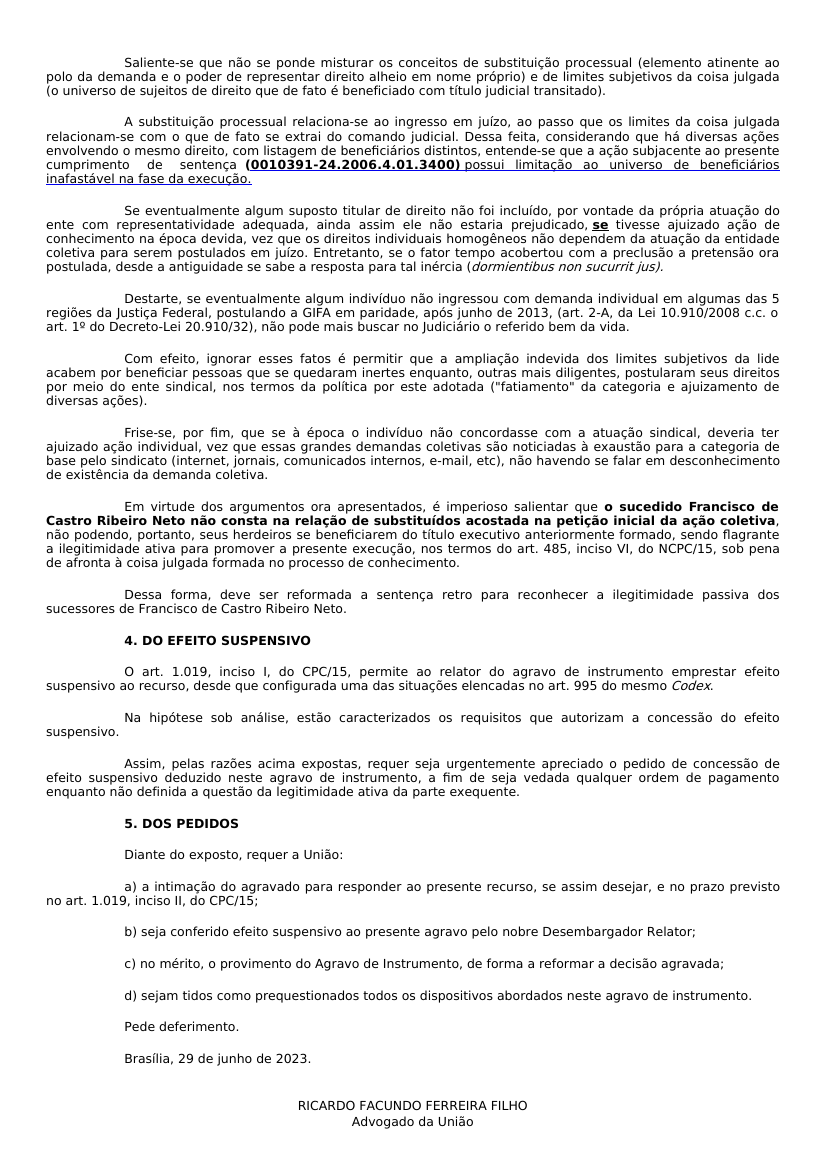 Saliente-se que não se ponde misturar os conceitos de substituição processual (elemento atinente ao
polo da demanda e o poder de representar direito alheio em nome próprio) e de limites subjetivos da coisa julgada
(o universo de sujeitos de direito que de fato é beneficiado com título judicial transitado).
A substituição processual relaciona-se ao ingresso em juízo, ao passo que os limites da coisa julgada
relacionam-se com o que de fato se extrai do comando judicial. Dessa feita, considerando que há diversas ações
envolvendo o mesmo direito, com listagem de beneficiários distintos, entende-se que a ação subjacente ao presente
cumprimento de sentença (0010391-24.2006.4.01.3400) possui limitação ao universo de beneficiários
inafastável na fase da execução.
Se eventualmente algum suposto titular de direito não foi incluído, por vontade da própria atuação do
ente com representatividade adequada, ainda assim ele não estaria prejudicado, se tivesse ajuizado ação de
conhecimento na época devida, vez que os direitos individuais homogêneos não dependem da atuação da entidade
coletiva para serem postulados em juízo. Entretanto, se o fator tempo acobertou com a preclusão a pretensão ora
postulada, desde a antiguidade se sabe a resposta para tal inércia (dormientibus non sucurrit jus).
Destarte, se eventualmente algum indivíduo não ingressou com demanda individual em algumas das 5
regiões da Justiça Federal, postulando a GIFA em paridade, após junho de 2013, (art. 2-A, da Lei 10.910/2008 c.c. o
art. 1º do Decreto-Lei 20.910/32), não pode mais buscar no Judiciário o referido bem da vida.
Com efeito, ignorar esses fatos é permitir que a ampliação indevida dos limites subjetivos da lide
acabem por beneficiar pessoas que se quedaram inertes enquanto, outras mais diligentes, postularam seus direitos
por meio do ente sindical, nos termos da política por este adotada ("fatiamento" da categoria e ajuizamento de
diversas ações).
Frise-se, por fim, que se à época o indivíduo não concordasse com a atuação sindical, deveria ter
ajuizado ação individual, vez que essas grandes demandas coletivas são noticiadas à exaustão para a categoria de
base pelo sindicato (internet, jornais, comunicados internos, e-mail, etc), não havendo se falar em desconhecimento
de existência da demanda coletiva.
Em virtude dos argumentos ora apresentados, é imperioso salientar que o sucedido Francisco de
Castro Ribeiro Neto não consta na relação de substituídos acostada na petição inicial da ação coletiva,
não podendo, portanto, seus herdeiros se beneficiarem do título executivo anteriormente formado, sendo flagrante
a ilegitimidade ativa para promover a presente execução, nos termos do art. 485, inciso VI, do NCPC/15, sob pena
de afronta à coisa julgada formada no processo de conhecimento.
Dessa forma, deve ser reformada a sentença retro para reconhecer a ilegitimidade passiva dos
sucessores de Francisco de Castro Ribeiro Neto.
4. DO EFEITO SUSPENSIVO
O art. 1.019, inciso I, do CPC/15, permite ao relator do agravo de instrumento emprestar efeito
suspensivo ao recurso, desde que configurada uma das situações elencadas no art. 995 do mesmo Codex.
Na hipótese sob análise, estão caracterizados os requisitos que autorizam a concessão do efeito
suspensivo.
Assim, pelas razões acima expostas, requer seja urgentemente apreciado o pedido de concessão de
efeito suspensivo deduzido neste agravo de instrumento, a fim de seja vedada qualquer ordem de pagamento
enquanto não definida a questão da legitimidade ativa da parte exequente.
5. DOS PEDIDOS
Diante do exposto, requer a União:
a) a intimação do agravado para responder ao presente recurso, se assim desejar, e no prazo previsto
no art. 1.019, inciso II, do CPC/15;
b) seja conferido efeito suspensivo ao presente agravo pelo nobre Desembargador Relator;
c) no mérito, o provimento do Agravo de Instrumento, de forma a reformar a decisão agravada;
d) sejam tidos como prequestionados todos os dispositivos abordados neste agravo de instrumento.
Pede deferimento.
Brasília, 29 de junho de 2023.
RICARDO FACUNDO FERREIRA FILHO
Advogado da União